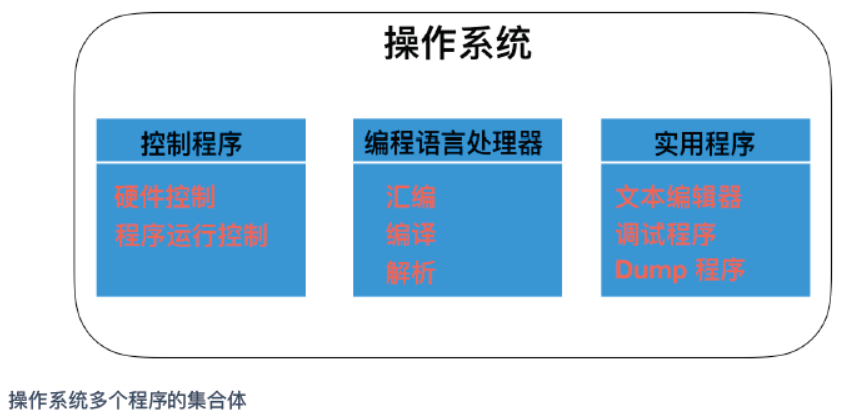 操作系统
控制程序
硬件控制
程序运行控制
编程语言处理器
汇编
编译
解析
实用程序
文本编辑器
调试程序
Dump 程序
操作系统多个程序的集合体